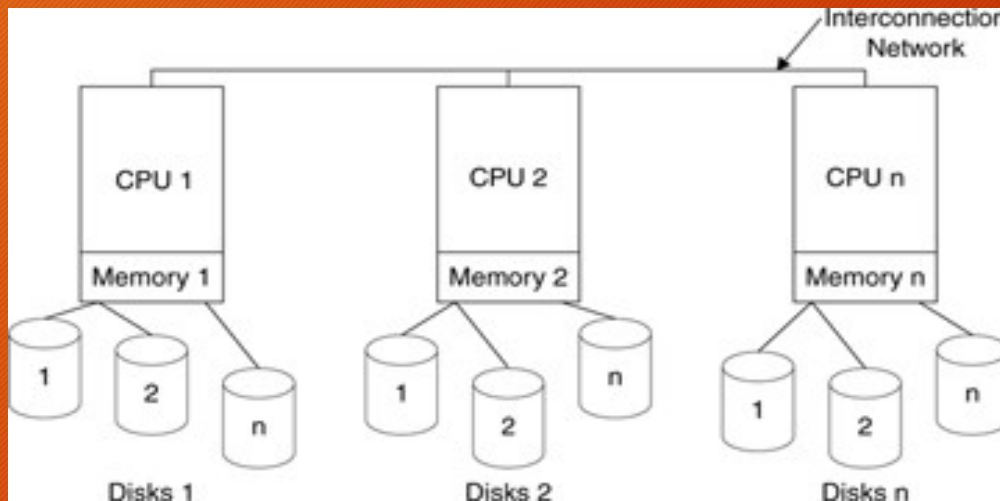 Interconnection
Network
CPU 1
CPU 2
CPU n
Memory 1
Memory 2
Memory n
1
2
n
1
2
n
1
2
n
Disks 1
Disks 2
Disks n